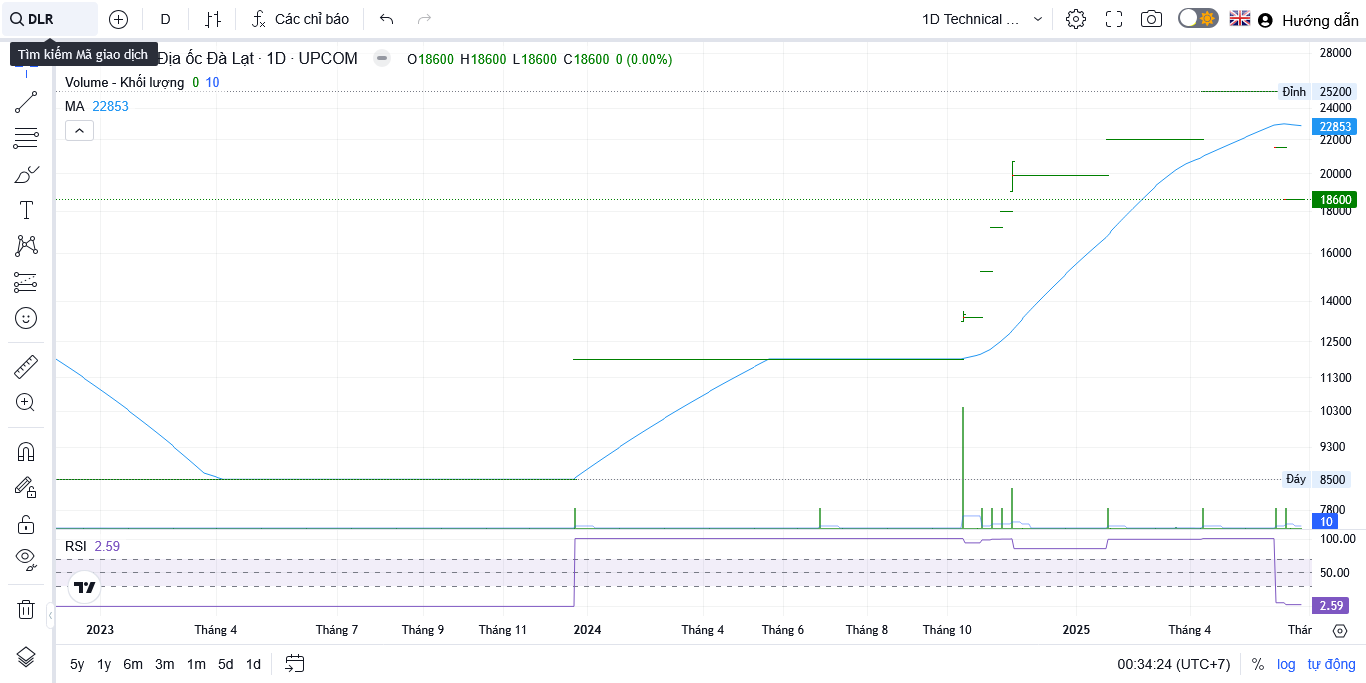 DLR
D
Các chỉ báo
1D Technical ...
Hướng dẫn
Tìm kiếm Mã giao dịch
Địa ốc Đà Lạt · 1D · UPCOM
O18600 H18600 L18600 C18600 0 (0.00%)
Volume - Khối lượng 0 10
MA 22853
28000
Đỉnh 25200
24000
22853
22000
20000
18600
18000
16000
14000
12500
11300
10300
9300
Đáy 8500
7800
10
RSI 2.59
100.00
50.00
2.59
2023 Tháng 4 Tháng 7 Tháng 9 Tháng 11 2024 Tháng 4 Tháng 6 Tháng 8 Tháng 10 2025 Tháng 4 Thár
5y 1y 6m 3m 1m 5d 1d
00:34:24 (UTC+7) % log tự động